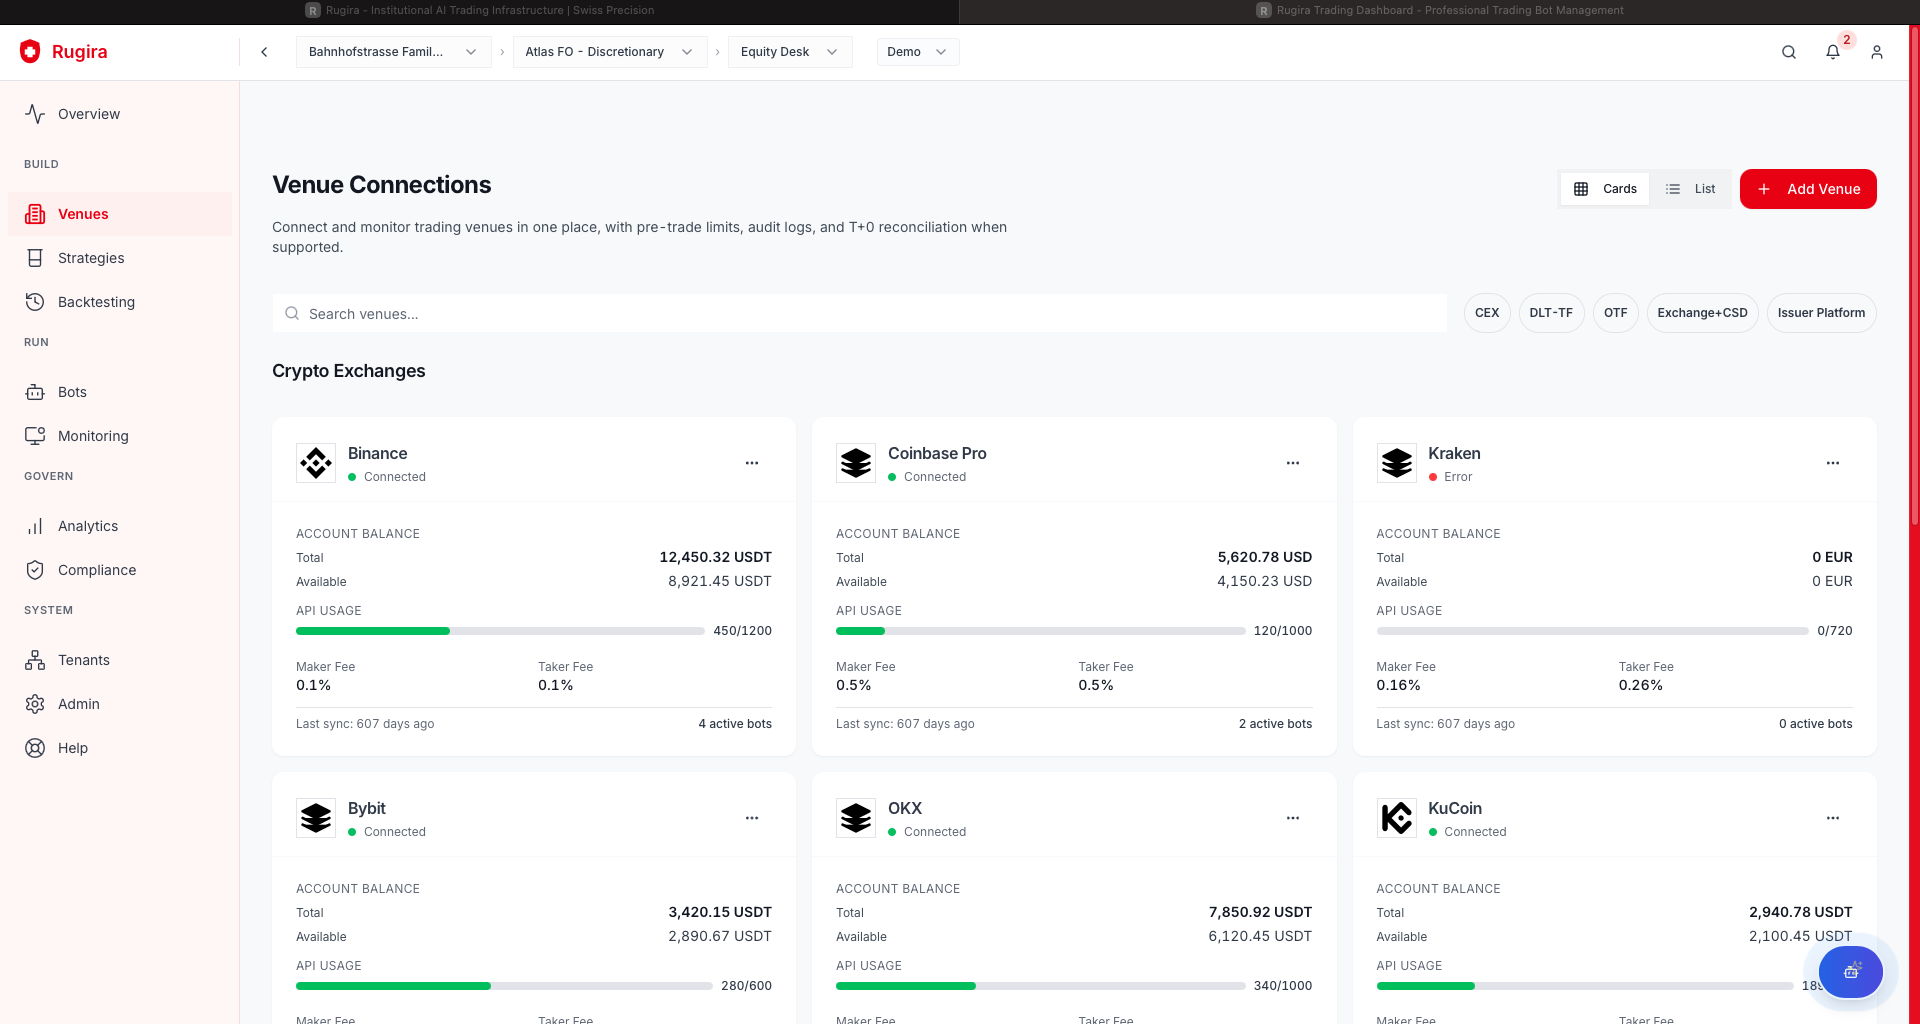 R Rugira - Institutional AI Trading Infrastructure | Swiss Precision
R Rugira Trading Dashboard - Professional Trading Bot Management
Rugira
Bahnhofstrasse Famil... › Atlas FO - Discretionary › Equity Desk Demo
2
Overview
BUILD
Venues
Strategies
Backtesting
RUN
Bots
Monitoring
GOVERN
Analytics
Compliance
SYSTEM
Tenants
Admin
Help
Venue Connections
Connect and monitor trading venues in one place, with pre-trade limits, audit logs, and T+0 reconciliation when
supported.
Cards List + Add Venue
Search venues...
CEX DLT-TF OTF Exchange+CSD Issuer Platform
Crypto Exchanges
Binance
Connected
ACCOUNT BALANCE
Total 12,450.32 USDT
Available 8,921.45 USDT
API USAGE
450/1200
Maker Fee Taker Fee
0.1% 0.1%
Last sync: 607 days ago 4 active bots
Coinbase Pro
Connected
ACCOUNT BALANCE
Total 5,620.78 USD
Available 4,150.23 USD
API USAGE
120/1000
Maker Fee Taker Fee
0.5% 0.5%
Last sync: 607 days ago 2 active bots
Kraken
Error
ACCOUNT BALANCE
Total 0 EUR
Available 0 EUR
API USAGE
0/720
Maker Fee Taker Fee
0.16% 0.26%
Last sync: 607 days ago 0 active bots
Bybit
Connected
ACCOUNT BALANCE
Total 3,420.15 USDT
Available 2,890.67 USDT
API USAGE
280/600
Maker Fee Taker Fee
OKX
Connected
ACCOUNT BALANCE
Total 7,850.92 USDT
Available 6,120.45 USDT
API USAGE
340/1000
Maker Fee Taker Fee
KuCoin
Connected
ACCOUNT BALANCE
Total 2,940.78 USDT
Available 2,100.45 USDT
API USAGE
Maker Fee Taker Fee